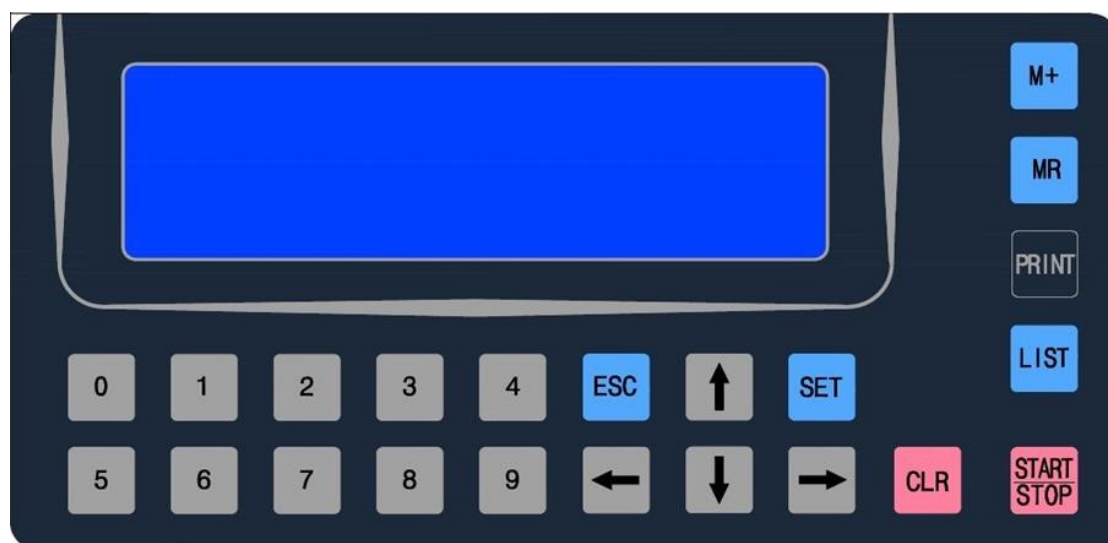 M+
MR
PRINT
LIST
0 1 2 3 4 ESC SET
5 6 7 8 9 CLR START
STOP